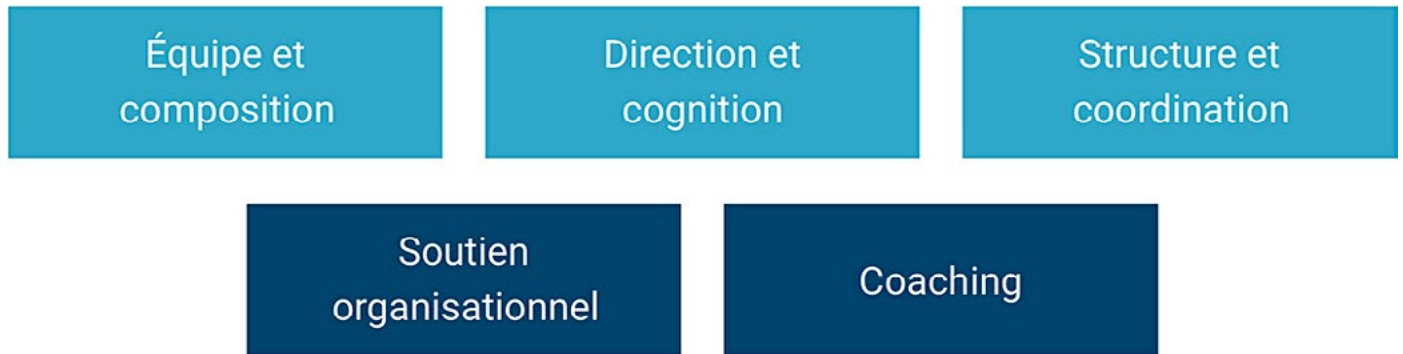 Équipe et
composition
Direction et
cognition
Structure et
coordination
Soutien
organisationnel
Coaching